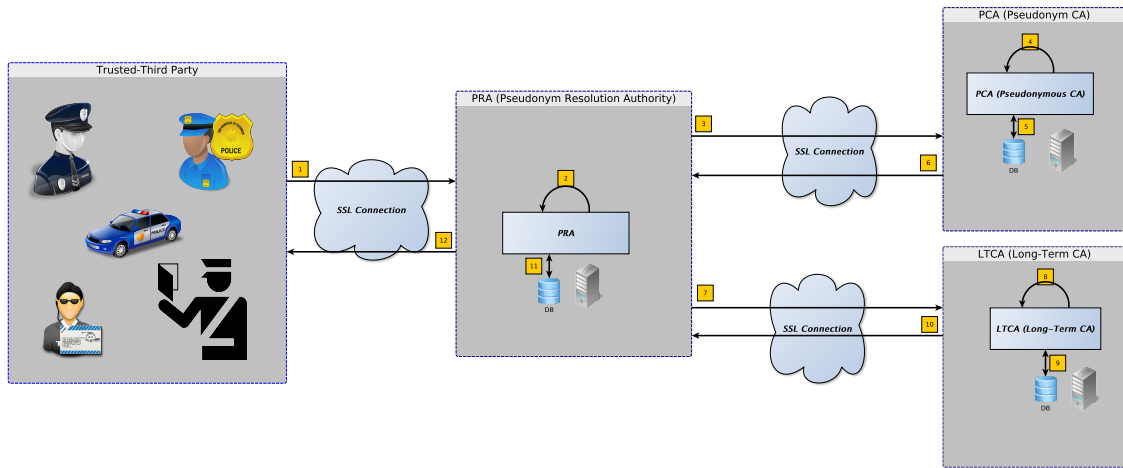 PCA (Pseudonym CA)
4
PCA (Pseudonymous CA)
5
DB
Trusted-Third Party
POLICE
POLICE
PRA (Pseudonym Resolution Authority)
3
SSL Connection
6
1
SSL Connection
12
2
PRA
11
DB
7
SSL Connection
10
LTCA (Long-Term CA)
8
LTCA (Long-Term CA)
9
DB